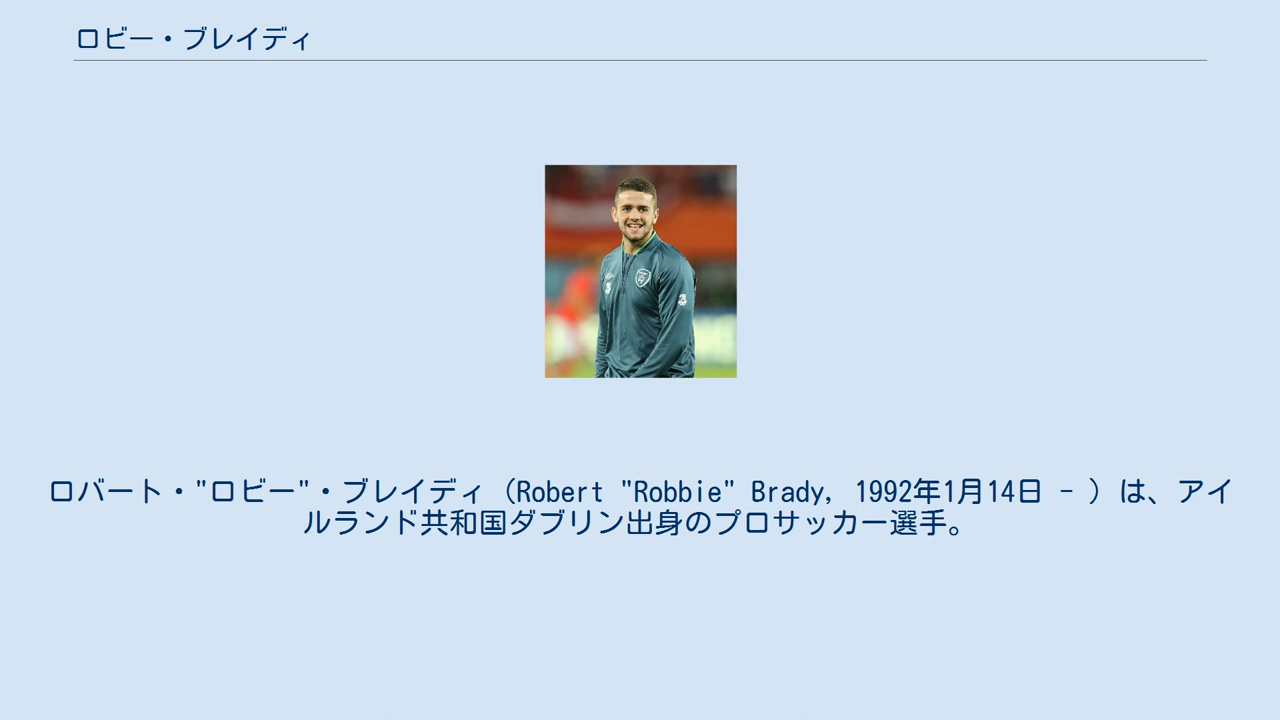 ロビー・ブレイディ
ロバート・"ロビー"・ブレイディ（Robert "Robbie" Brady, 1992年1月14日 - ）は、アイ
ルランド共和国ダブリン出身のプロサッカー選手。